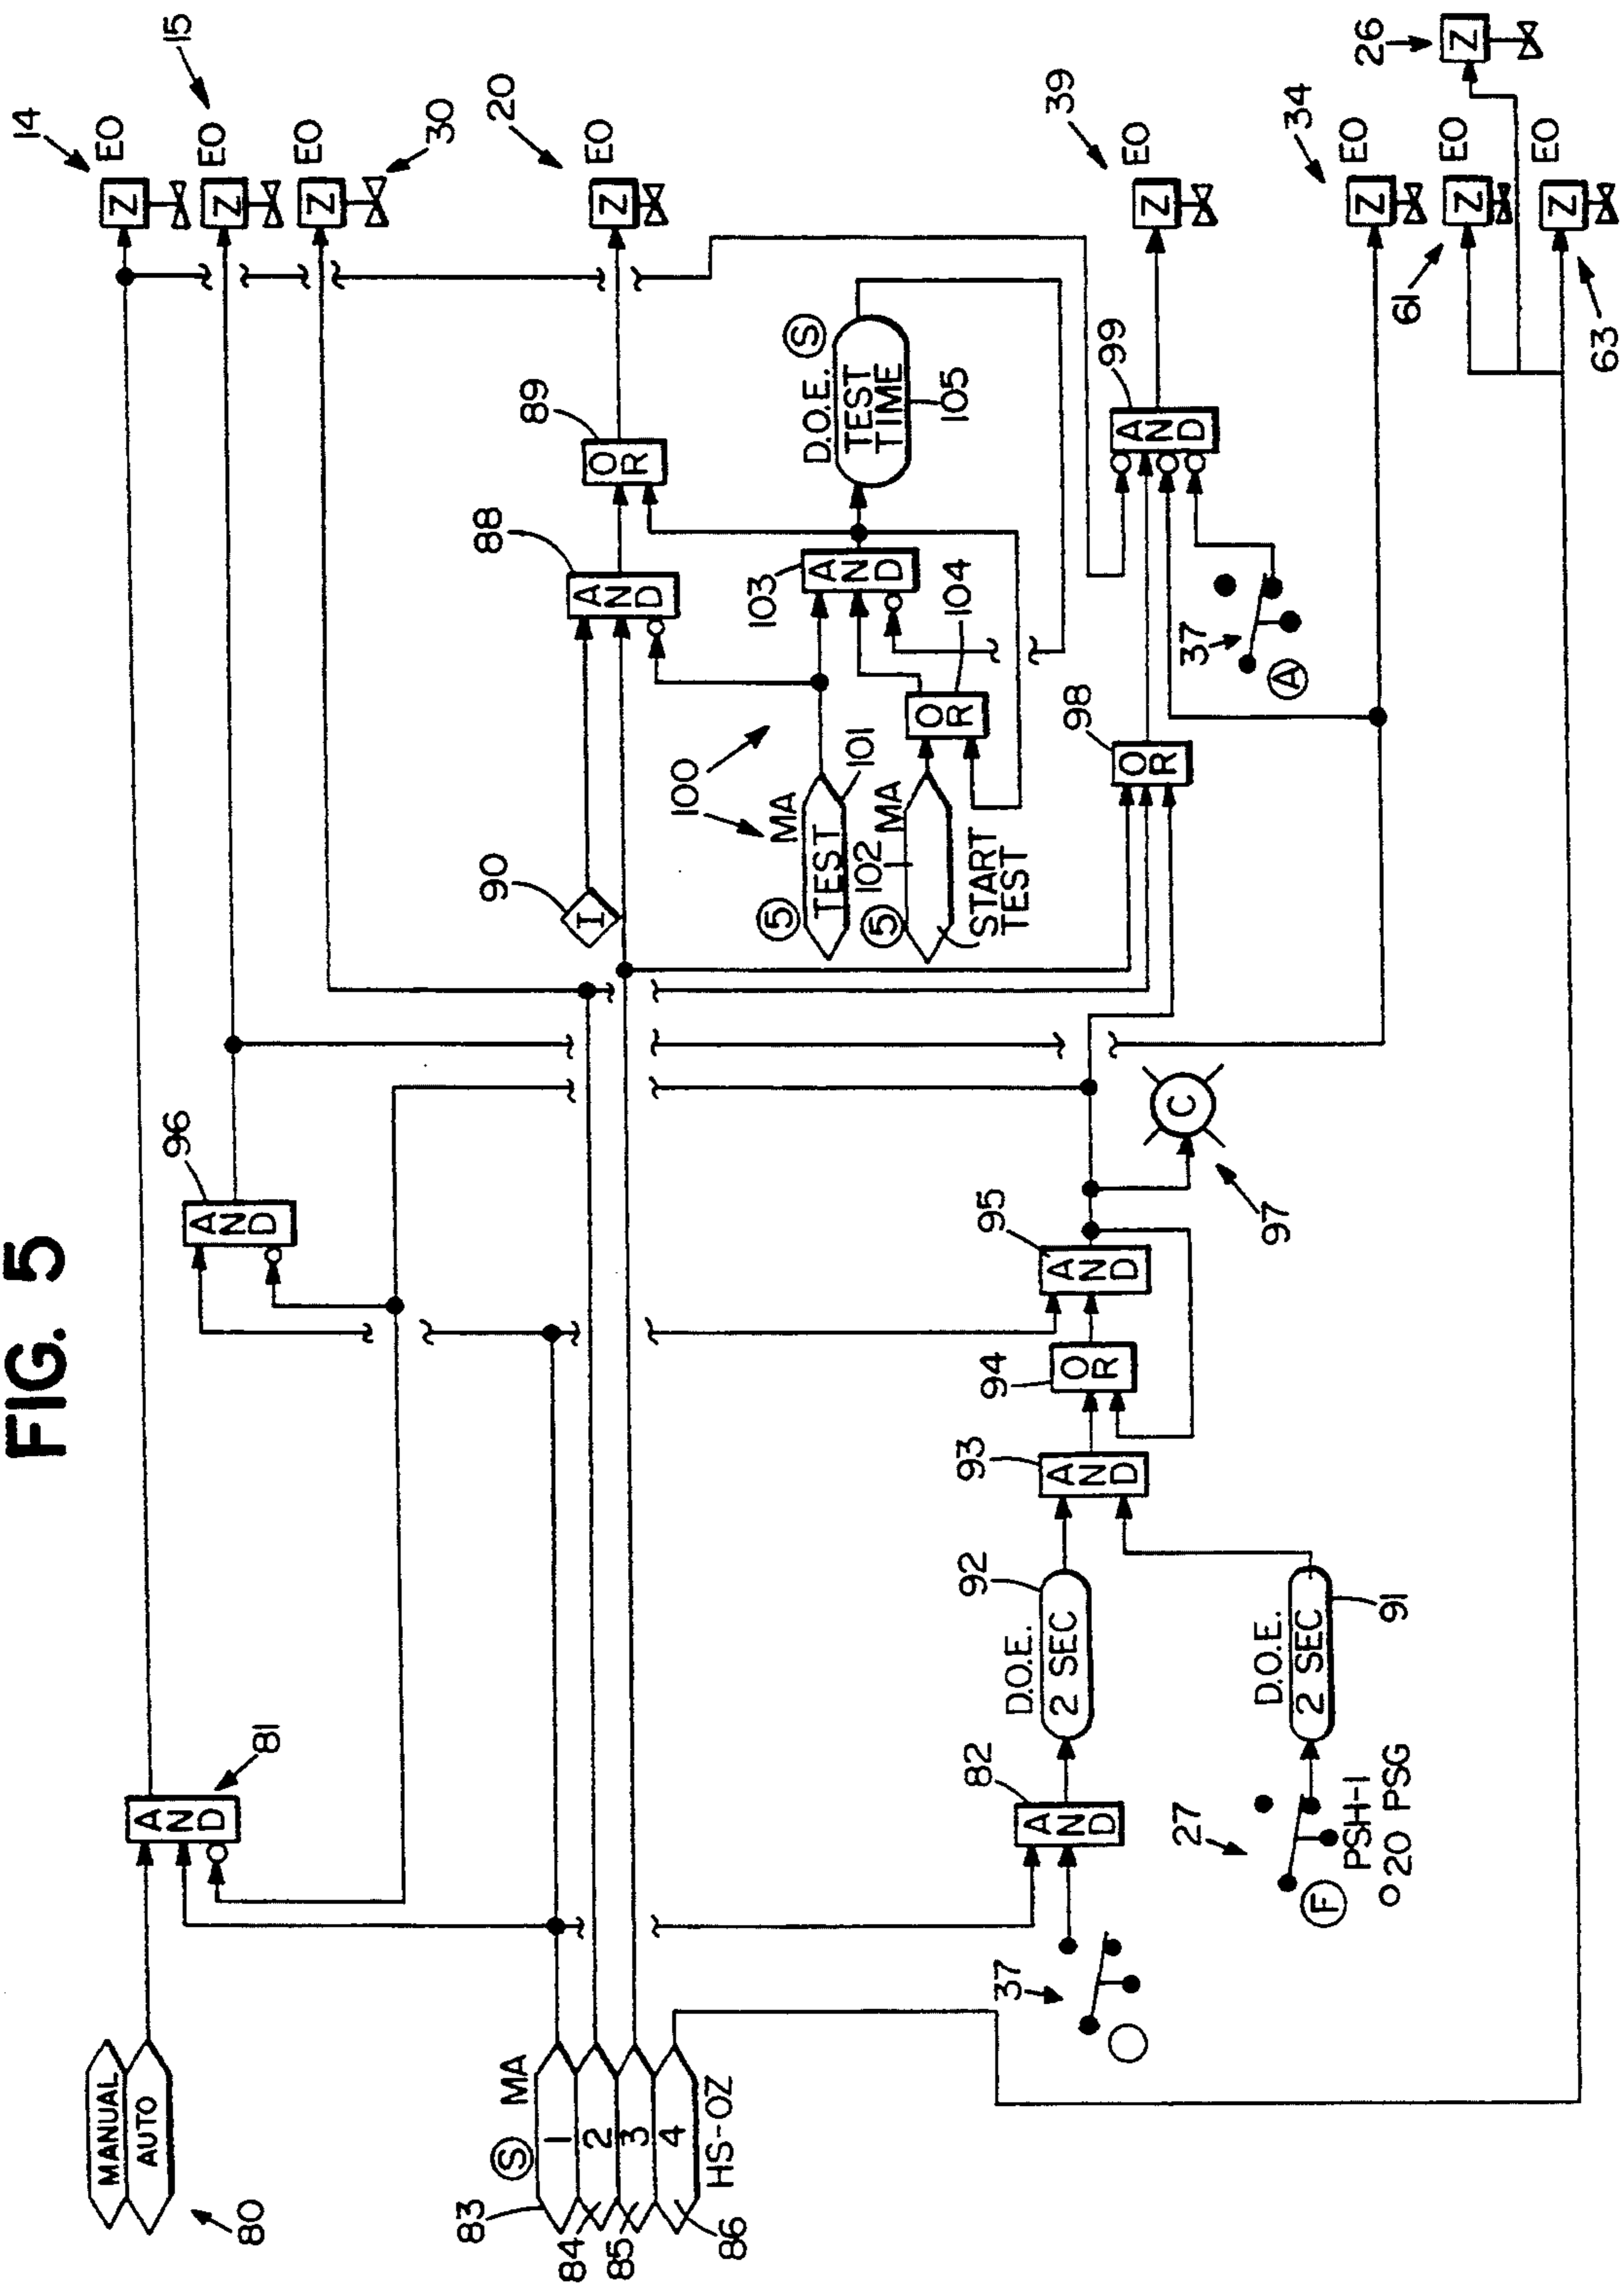 FIG. 5
MANUAL
AUTO
80
81
96
14
EO
15
EO
EO
30
S
MA
83
1
84
2
85
3
86
4
HS-OZ
90
I
88
AND
89
OR
20
EO
AND
AND
100
5
TEST
MA
101
5
102
MA
START
TEST
103
AND
104
OR
D.O.E.
S
TEST
TIME
105
37
82
AND
D.O.E.
92
2 SEC
93
AND
94
OR
95
AND
C
97
98
OR
99
AND
39
EO
37
A
27
F
PSH-1
20 PSG
D.O.E.
2 SEC
91
34
EO
61
EO
26
Z
63
EO
Z
Z
Z
Z
Z
Z
Z
Z